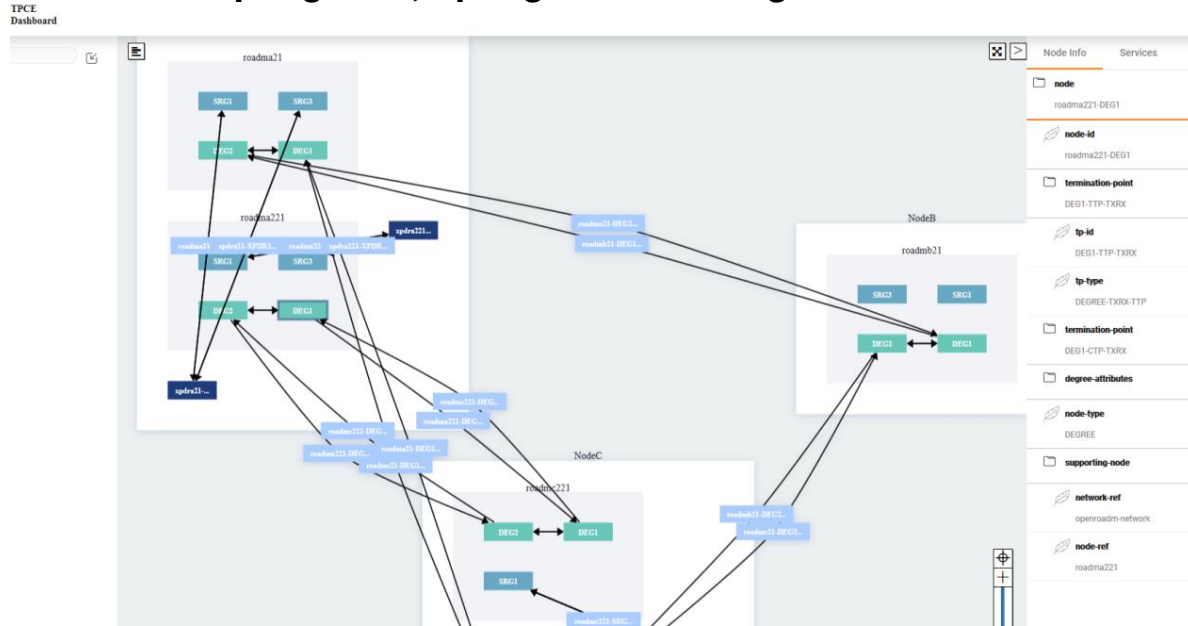 TPCE
Dashboard
roadma21
SRG1
SRG3
DEG2
DEG1
roadma221
xpdra221...
roadma21
xpdra21-XPDR1...
roadma22
xpdra221-XPDR...
SRG1
SRG3
DEG2
DEG1
xpdra21-...
roadma21-DEG2...
roadmb21-DEG1...
NodeB
roadmb21
SRG3
SRG1
DEG2
DEG1
roadmc221-DEG...
roadma221-DEG...
roadmc221-DEG...
roadma221-DEG...
roadma21-DEG1...
roadmc21-DEG1...
NodeC
roadmc221
DEG2
DEG1
SRG1
roadmc221-SRG...
roadmb21-DEG2...
roadmc21-DEG2...
Node Info
Services
node
roadma221-DEG1
node-id
roadma221-DEG1
termination-point
DEG1-TTP-TXRX
tp-id
DEG1-TTP-TXRX
tp-type
DEGREE-TXRX-TTP
termination-point
DEG1-CTP-TXRX
degree-attributes
node-type
DEGREE
supporting-node
network-ref
openroadm-network
node-ref
roadma221